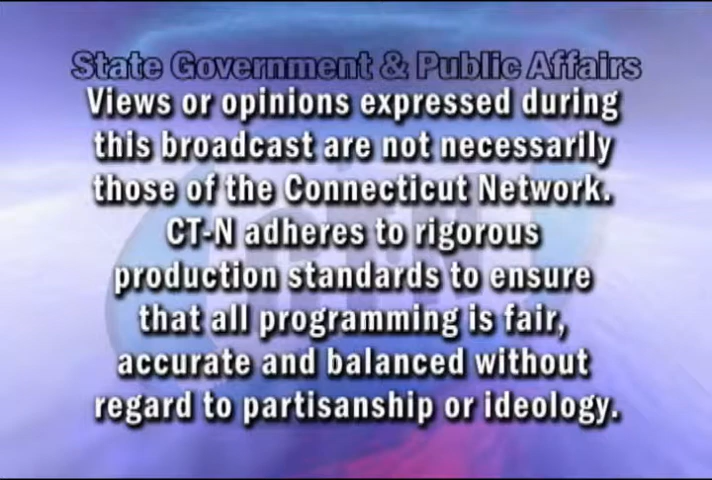 State Government & Public Affairs
Views or opinions expressed during
this broadcast are not necessarily
those of the Connecticut Network.
CT-N adheres to rigorous
production standards to ensure
that all programming is fair,
accurate and balanced without
regard to partisanship or ideology.